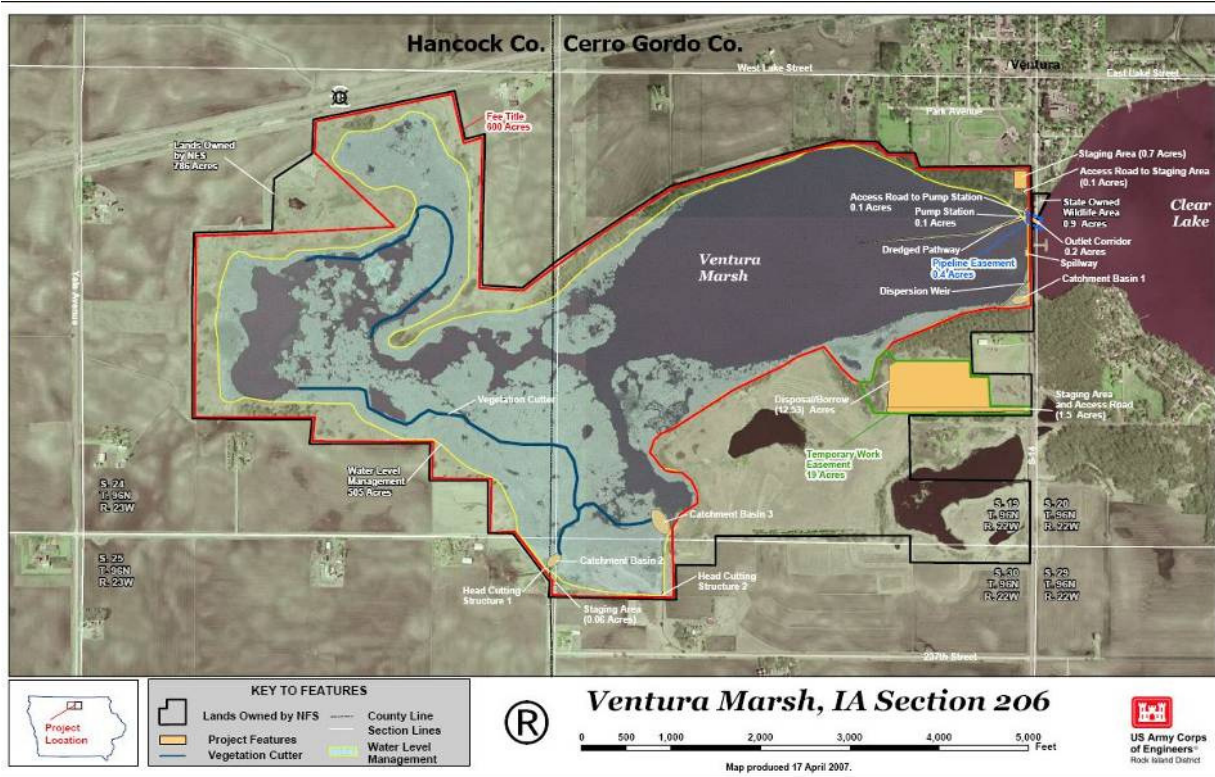 Hancock Co. Cerro Gordo Co.
West Lake Street
Ventura
East Lake Street
Park Avenue
Fee Title
600 Acres
Lands Owned
by NFS
786 Acres
Staging Area (0.7 Acres)
Access Road to Staging Area
(0.1 Acres)
Access Road to Pump Station
0.1 Acres
State Owned
Wildlife Area
0.9 Acres
Clear
Lake
Pump Station
0.1 Acres
Outlet Corridor
0.2 Acres
Dredged Pathway
Pipeline Easement
0.4 Acres
Spillway
Ventura
Marsh
Catchment Basin 1
Dispersion Weir
Vegetation Cutter
Disposal/Borrow
(12.53) Acres
Staging Area
and Access Road
(1.5 Acres)
Temporary Work
Easement
19 Acres
Water Level
Management
505 Acres
S. 24
T. 96N
R. 23W
S. 19
T. 96N
R. 22W
S. 20
T. 96N
R. 22W
Catchment Basin 3
S. 25
T. 96N
R. 23W
Catchment Basin 2
Head Cutting
Structure 1
Head Cutting
Structure 2
S. 30
T. 96N
R. 22W
S. 29
T. 96N
R. 22W
Staging Area
(0.06 Acres)
237th Street
Project
Location
KEY TO FEATURES
Lands Owned by NFS
Project Features
Vegetation Cutter
County Line
Section Lines
Water Level
Management
®
Ventura Marsh, IA Section 206
0 500 1,000 2,000 3,000 4,000 5,000
Feet
Map produced 17 April 2007.
US Army Corps
of Engineers®
Rock Island District